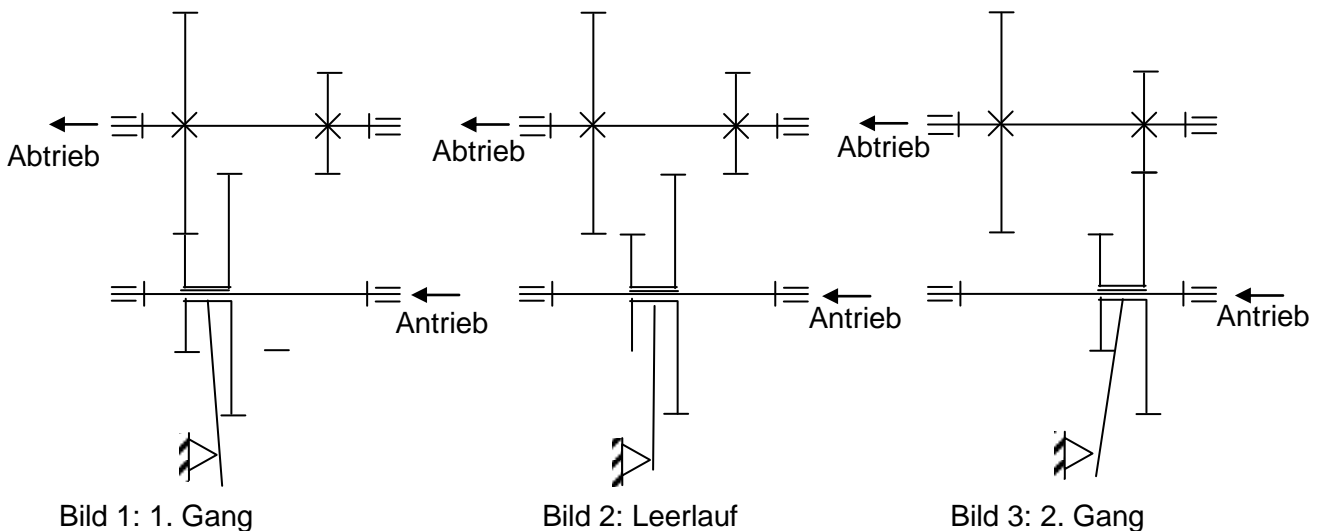 Abtrieb
Abtrieb
Abtrieb
Antrieb
Antrieb
Antrieb
Bild 1: 1. Gang
Bild 2: Leerlauf
Bild 3: 2. Gang